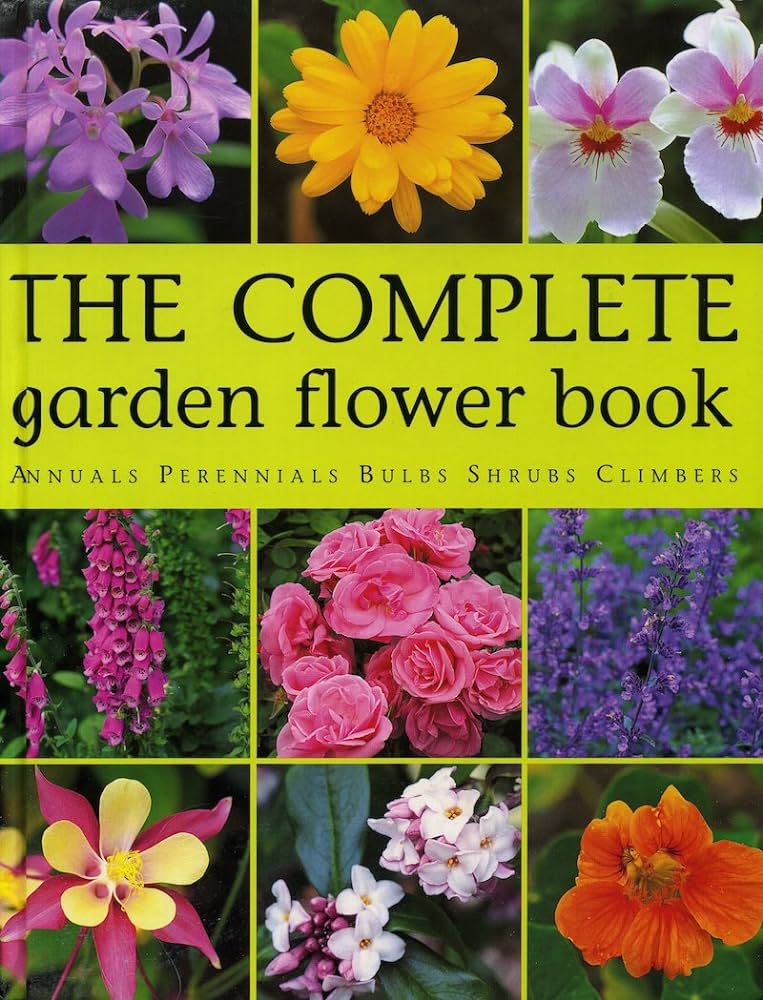 THE COMPLETE
garden flower book
ANNUALS PERENNIALS BULBS SHRUBS CLIMBERS